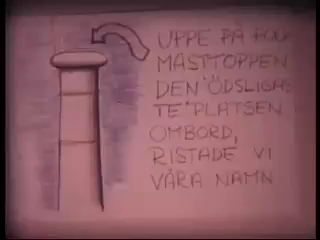 UPPE PÅ
MASTTOPPEN
DEN "ÖDSLIGAS
TE" PLATSEN
OMBORD,
RISTADE VI
VÅRA NAMN